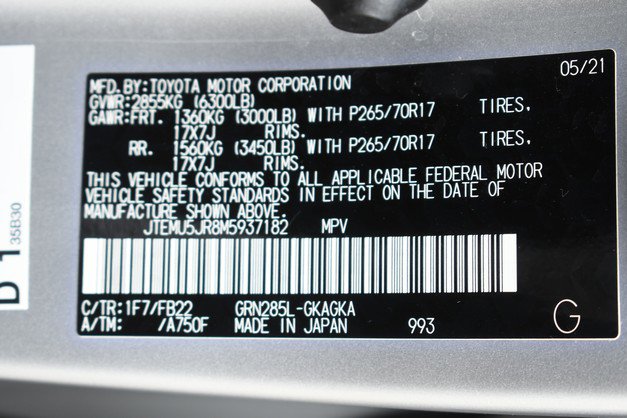 05/21
MFD.BY:TOYOTA MOTOR CORPORATION
GVWR:2855KG (6300LB)
GAWR:FRT. 1360KG (3000LB) WITH P265/70R17 TIRES,
17X7J RIMS.
RR. 1560KG (3450LB) WITH P265/70R17 TIRES,
17X7J RIMS.
THIS VEHICLE CONFORMS TO ALL APPLICABLE FEDERAL MOTOR
VEHICLE SAFETY STANDARDS IN EFFECT ON THE DATE OF
MANUFACTURE SHOWN ABOVE.
JTEMU5JR8M5937182 MPV
C/TR:1F7/FB22 GRN285L-GKAGKA
A/TM: /A750F MADE IN JAPAN 993
G
35B30